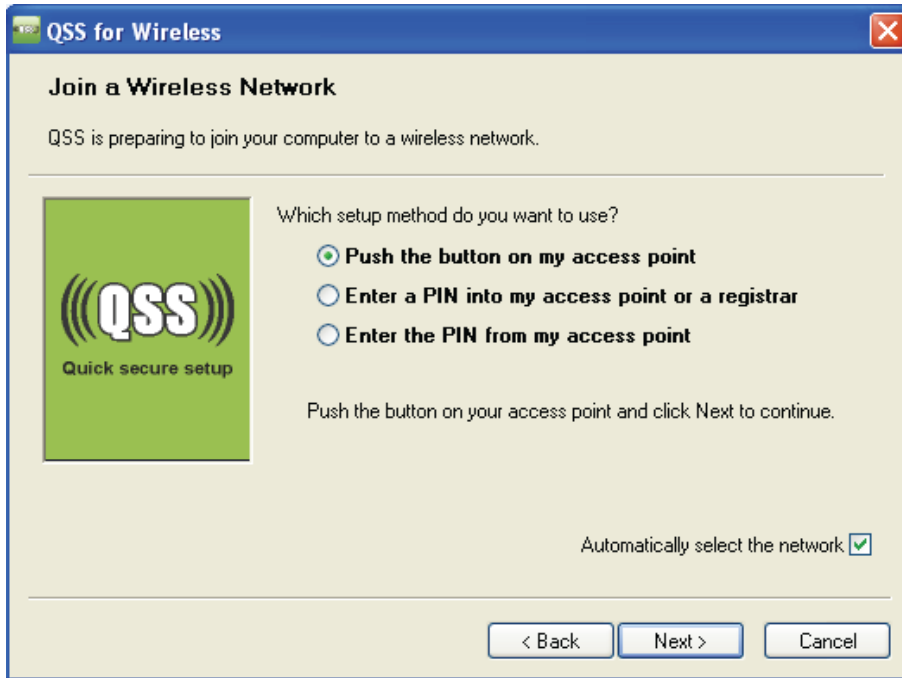 QSS for Wireless
Join a Wireless Network
QSS is preparing to join your computer to a wireless network.
Which setup method do you want to use?
Push the button on my access point
Enter a PIN into my access point or a registrar
Enter the PIN from my access point
(((QSS)))
Quick secure setup
Push the button on your access point and click Next to continue.
Automatically select the network
< Back
Next >
Cancel